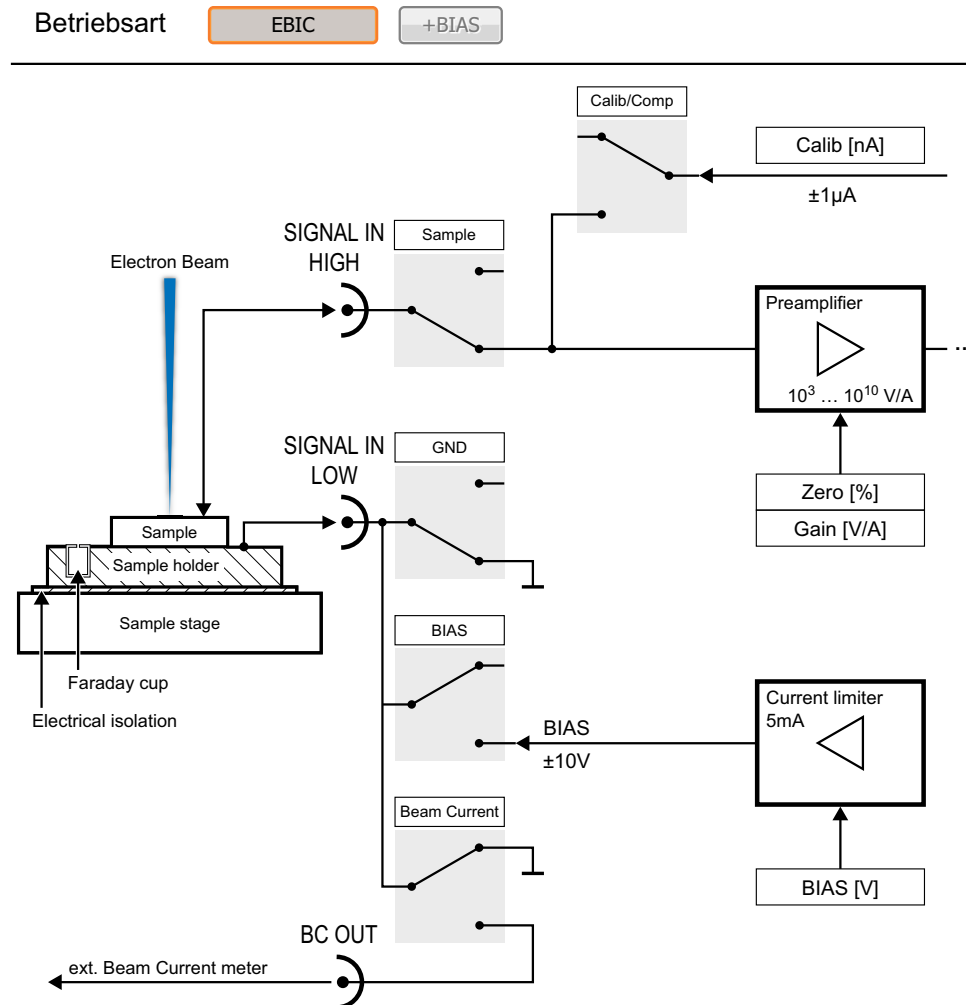 Betriebsart EBIC +BIAS
Calib/Comp
Calib [nA]
±1µA
SIGNAL IN
HIGH
Sample
Electron Beam
Preamplifier
10³ … 10¹⁰ V/A
..
SIGNAL IN
LOW
GND
Zero [%]
Gain [V/A]
Sample
Sample holder
Sample stage
BIAS
Faraday cup
Electrical isolation
BIAS
±10V
Current limiter
5mA
Beam Current
BIAS [V]
BC OUT
ext. Beam Current meter